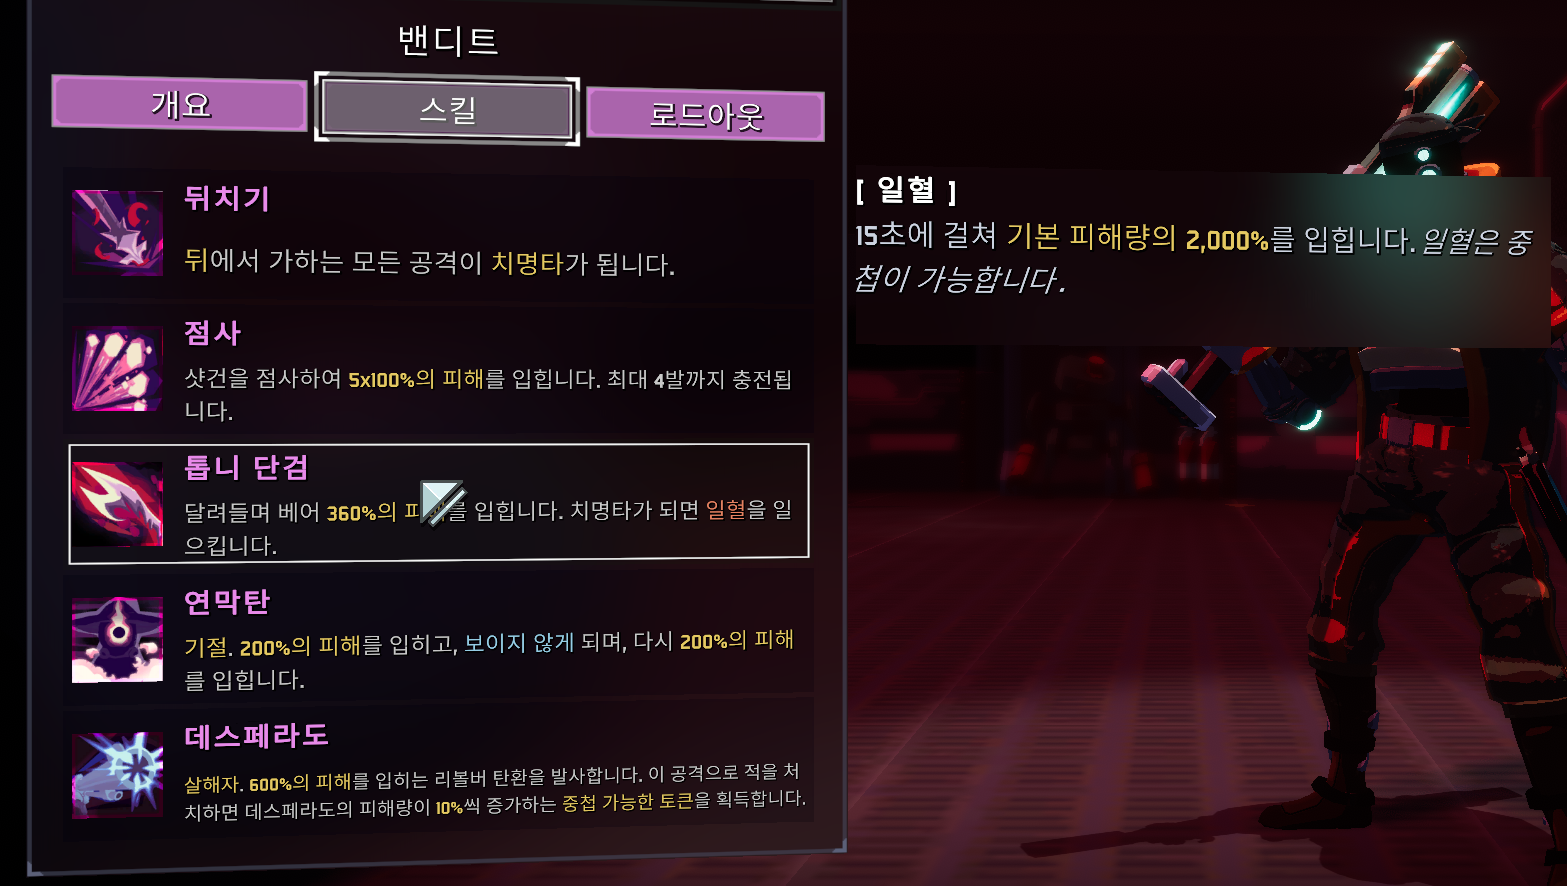 밴디트
개요
스킬
로드아웃
뒤치기
뒤에서 가하는 모든 공격이 치명타가 됩니다.
점사
샷건을 점사하여 5x100%의 피해를 입힙니다. 최대 4발까지 충전됩
니다.
톱니 단검
달려들며 베어 360%의 피 를 입힙니다. 치명타가 되면 일혈을 일
으킵니다.
연막탄
기절. 200%의 피해를 입히고, 보이지 않게 되며, 다시 200%의 피해
를 입힙니다.
데스페라도
살해자. 600%의 피해를 입히는 리볼버 탄환을 발사합니다. 이 공격으로 적을 처
치하면 데스페라도의 피해량이 10%씩 증가하는 중첩 가능한 토큰을 획득합니다.
[ 일혈 ]
15초에 걸쳐 기본 피해량의 2,000%를 입힙니다. 일혈은 중
첩이 가능합니다.